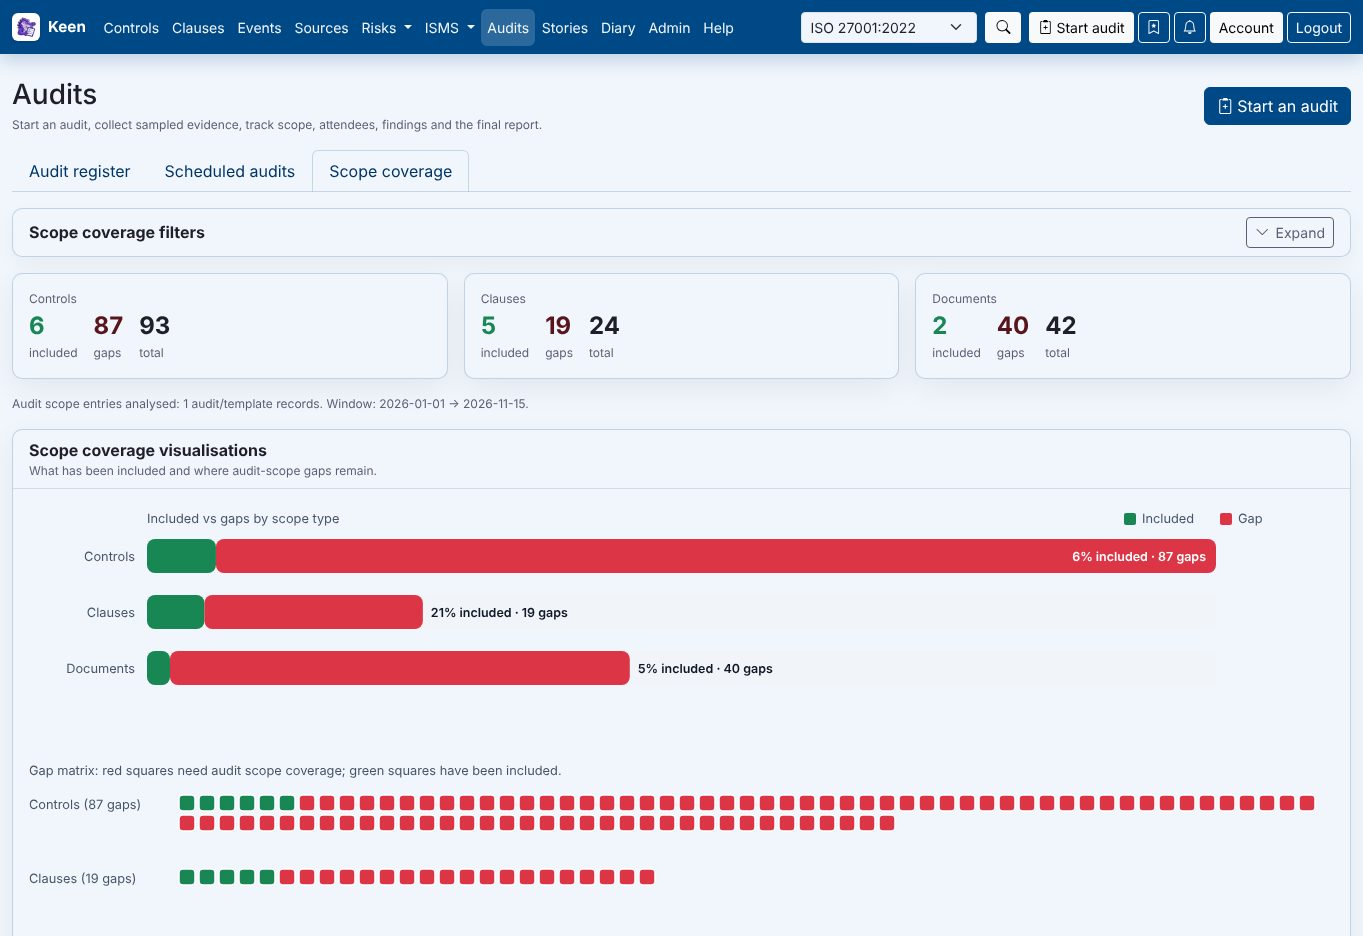 Keen Controls Clauses Events Sources Risks ISMS Audits Stories Diary Admin Help ISO 27001:2022 Start audit Account Logout
Audits
Start an audit
Start an audit, collect sampled evidence, track scope, attendees, findings and the final report.
Audit register Scheduled audits Scope coverage
Scope coverage filters Expand
Controls
6 87 93
included gaps total
Clauses
5 19 24
included gaps total
Documents
2 40 42
included gaps total
Audit scope entries analysed: 1 audit/template records. Window: 2026-01-01 → 2026-11-15.
Scope coverage visualisations
What has been included and where audit-scope gaps remain.
Included vs gaps by scope type Included Gap
Controls 6% included · 87 gaps
Clauses 21% included · 19 gaps
Documents 5% included · 40 gaps
Gap matrix: red squares need audit scope coverage; green squares have been included.
Controls (87 gaps)
Clauses (19 gaps)